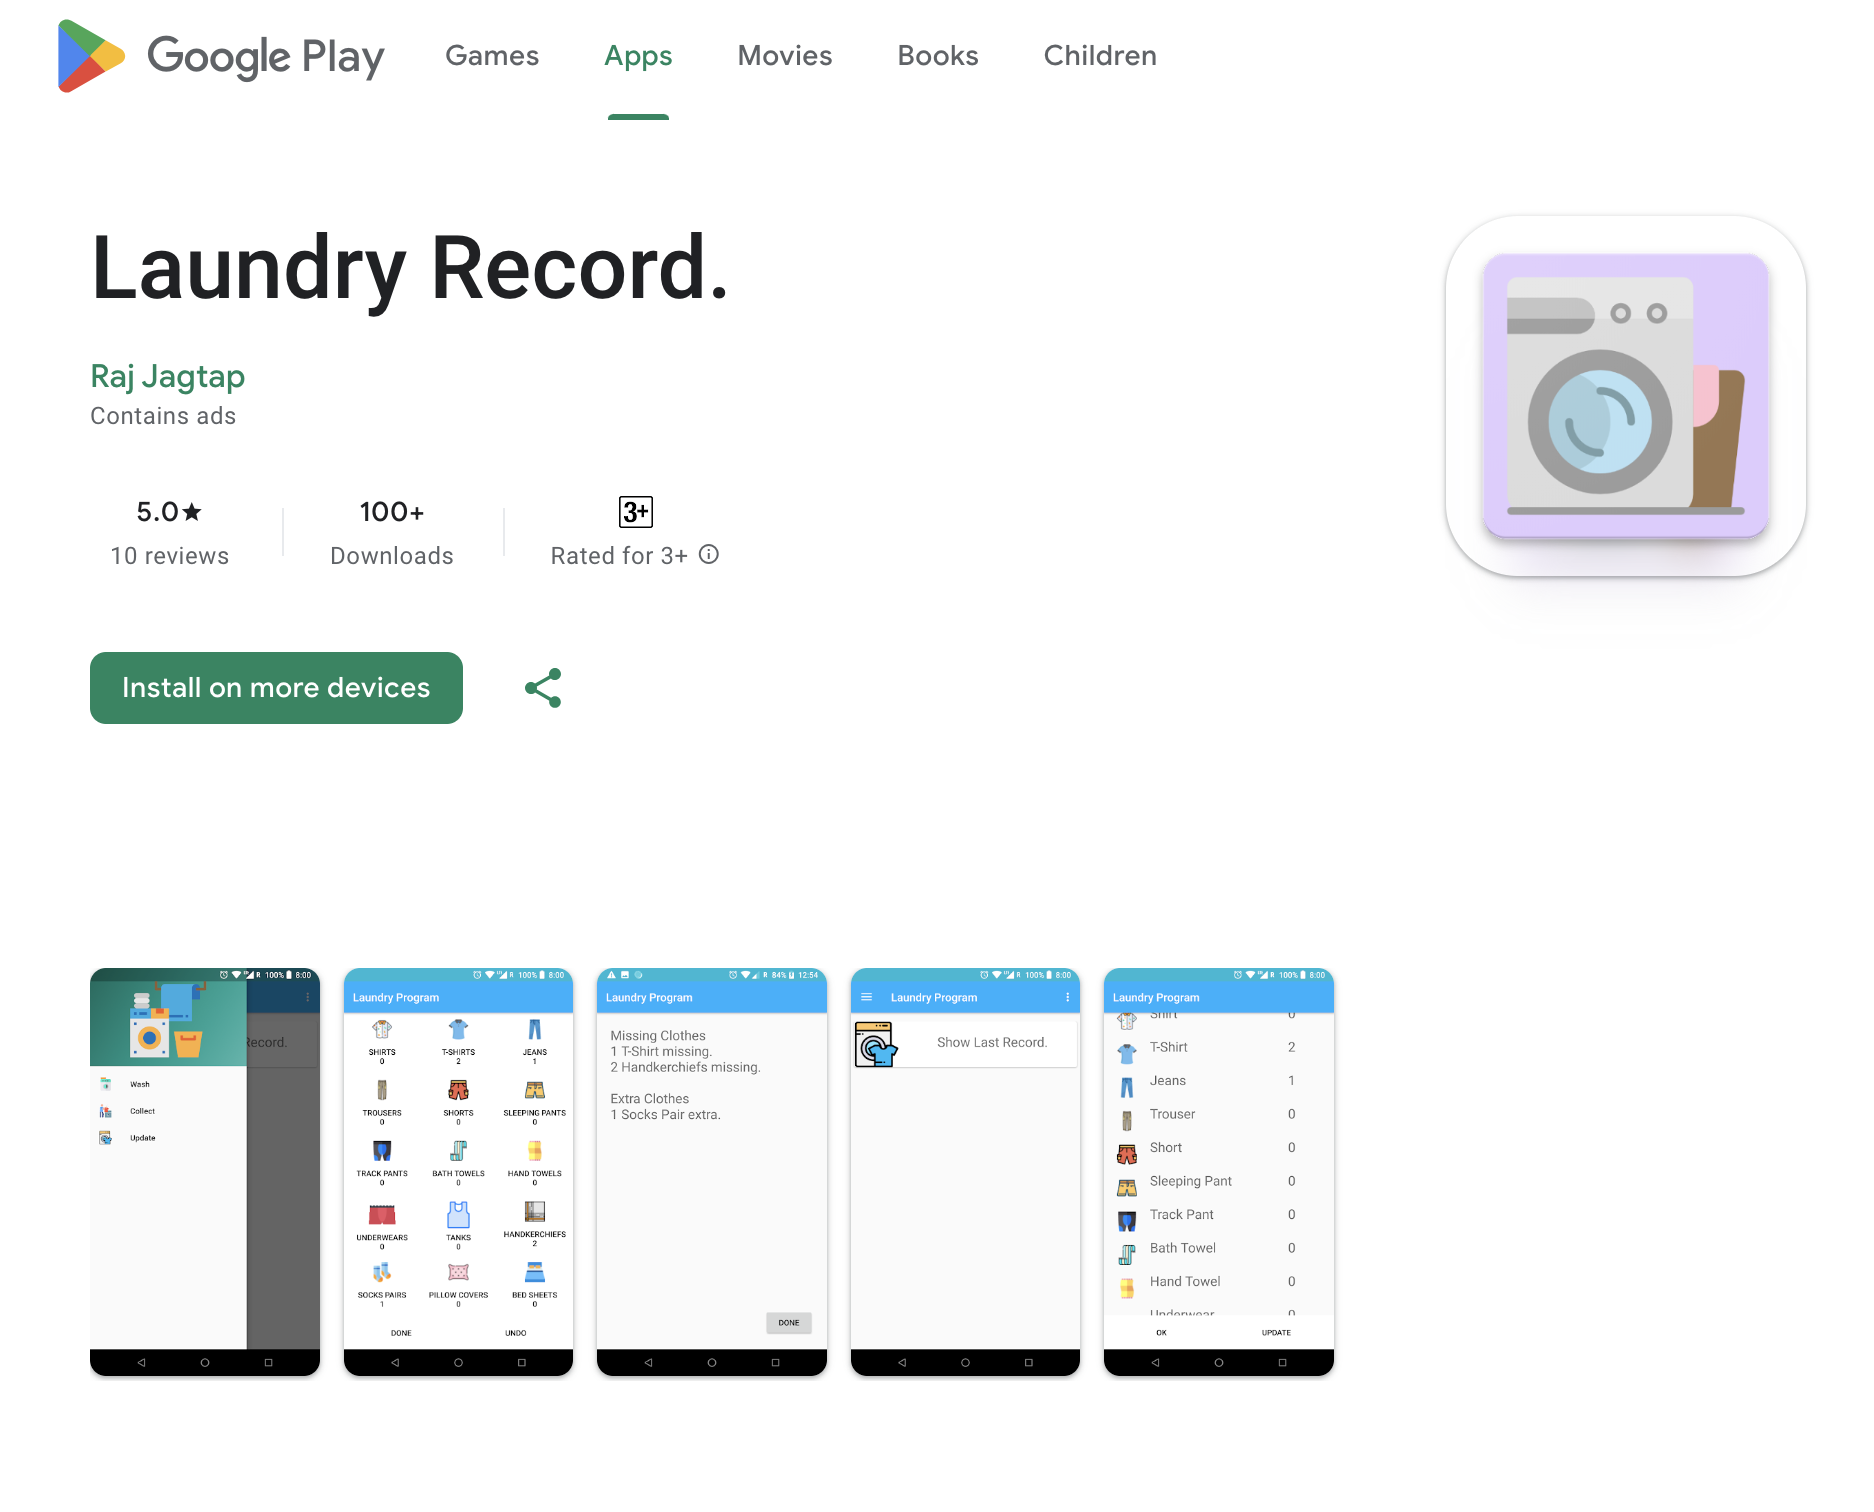 Google Play Games Apps Movies Books Children
Laundry Record.
Raj Jagtap
Contains ads
5.0★
10 reviews
100+
Downloads
3+
Rated for 3+
Install on more devices
R 100% 8:00
Record.
Wash
Collect
Update
R 100% 8:00
Laundry Program
SHIRTS T-SHIRTS JEANS
0 2 1
TROUSERS SHORTS SLEEPING PANTS
0 0 0
TRACK PANTS BATH TOWELS HAND TOWELS
0 0 0
UNDERWEARS TANKS HANDKERCHIEFS
0 0 2
SOCKS PAIRS PILLOW COVERS BED SHEETS
1 0 0
DONE UNDO
R 84% 12:54
Laundry Program
Missing Clothes
1 T-Shirt missing.
2 Handkerchiefs missing.
Extra Clothes
1 Socks Pair extra.
DONE
R 100% 8:00
Laundry Program
Show Last Record.
R 100% 8:00
Laundry Program
Shirt 0
T-Shirt 2
Jeans 1
Trouser 0
Short 0
Sleeping Pant 0
Track Pant 0
Bath Towel 0
Hand Towel 0
Underwear 0
OK UPDATE